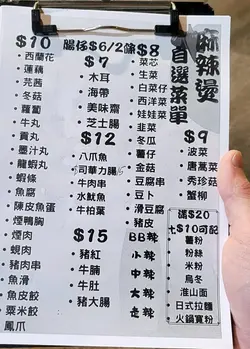 麻辣燙
自選菜單
$10
西蘭花
蓮藕
芫茜
冬菇
蘿蔔
牛丸
貢丸
墨汁丸
龍蝦丸
蝦條
魚腐
陳皮魚蛋
煙鴨胸
煙肉
蜆肉
豬肉串
魚滑
魚皮餃
粟米餃
鳳爪
腸仔$6/2條
$7
木耳
海帶
美味齋
芝士腸
$12
八爪魚
司華力腸
牛肉串
水魷魚
牛柏葉
$15
豬紅
牛腩
牛肚
豬大腸
$8
菜芯
生菜
白菜
西洋菜
娃娃菜
韭菜
冬瓜
薯仔
金菇
豆腐串
豆卜
滑豆腐
豬皮
BB辣
小辣
中辣
大辣
走辣
$9
菠菜
唐蒿菜
秀珍菇
蟹柳
滿$20
七$10可配
薯粉
粉絲
米粉
烏冬
淮山面
日式拉麵
火鍋寬粉